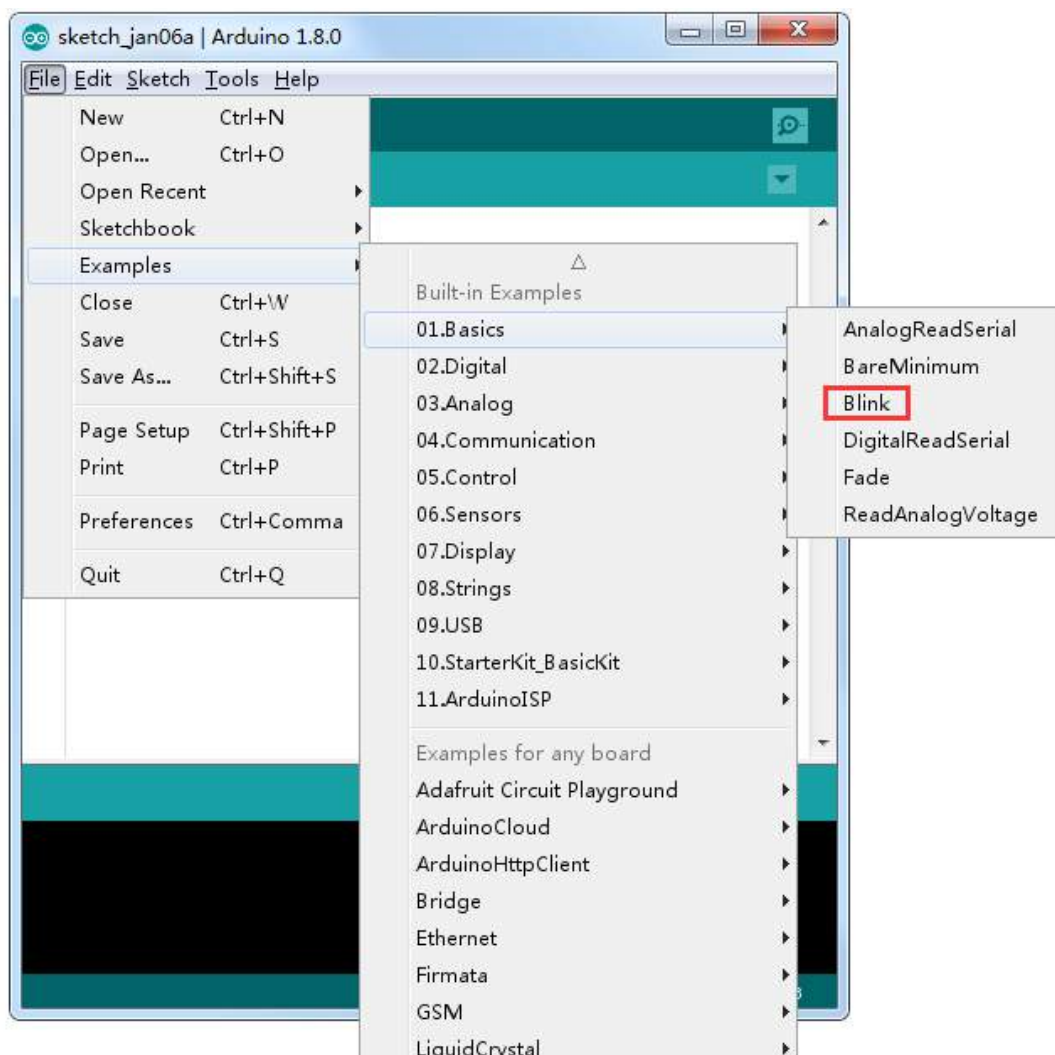 sketch_jan06a | Arduino 1.8.0
File Edit Sketch Tools Help
New Ctrl+N
Open... Ctrl+O
Open Recent
Sketchbook
Examples
Close Ctrl+W
Save Ctrl+S
Save As... Ctrl+Shift+S
Page Setup Ctrl+Shift+P
Print Ctrl+P
Preferences Ctrl+Comma
Quit Ctrl+Q
Built-in Examples
01.Basics
02.Digital
03.Analog
04.Communication
05.Control
06.Sensors
07.Display
08.Strings
09.USB
10.StarterKit_BasicKit
11.ArduinoISP
Examples for any board
Adafruit Circuit Playground
ArduinoCloud
ArduinoHttpClient
Bridge
Ethernet
Firmata
GSM
LiquidCrystal
AnalogReadSerial
BareMinimum
Blink
DigitalReadSerial
Fade
ReadAnalogVoltage